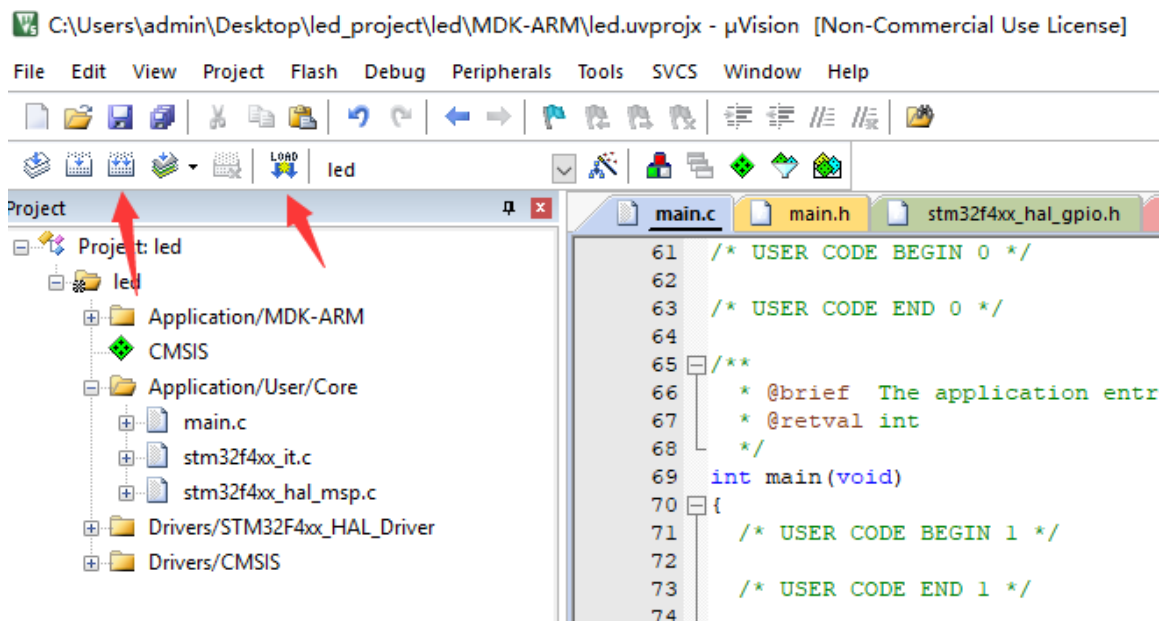 C:\Users\admin\Desktop\led_project\led\MDK-ARM\led.uvprojx - µVision [Non-Commercial Use License]
File Edit View Project Flash Debug Peripherals Tools SVCS Window Help
LOAD led
Project
main.c main.h stm32f4xx_hal_gpio.h
Project: led
led
Application/MDK-ARM
CMSIS
Application/User/Core
main.c
stm32f4xx_it.c
stm32f4xx_hal_msp.c
Drivers/STM32F4xx_HAL_Driver
Drivers/CMSIS
61 /* USER CODE BEGIN 0 */
62
63 /* USER CODE END 0 */
64
65 /**
66 * @brief The application entr
67 * @retval int
68 */
69 int main(void)
70 {
71 /* USER CODE BEGIN 1 */
72
73 /* USER CODE END 1 */
74